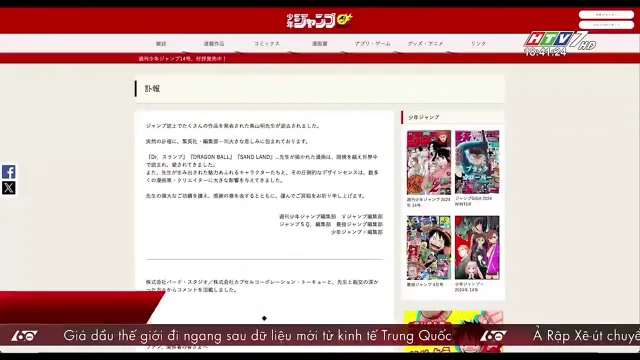 少年ジャンプ
HTV7 HD
18:41:24
雑誌 連載作品 コミックス 漫画賞 アプリ・ゲーム グッズ・アニメ リンク
週刊少年ジャンプ14号、好評発売中！
訃報
ジャンプ誌上でたくさんの作品を発表された鳥山明先生が逝去されました。
突然の訃報に、集英社・編集部一同大きな悲しみに包まれております。
『Dr. スランプ』『DRAGON BALL』『SAND LAND』…先生が描かれた漫画は、国境を越え世界中
で読まれ、愛されてきました。
また、先生が生み出された魅力あふれるキャラクターたちと、その圧倒的なデザインセンスは、数多
くの漫画家・クリエイターに大きな影響を与えてきました。
先生の偉大なご功績を讃え、感謝の意を表するとともに、謹んでご冥福をお祈り申し上げます。
週刊少年ジャンプ編集部 Vジャンプ編集部
ジャンプSQ.編集部 最強ジャンプ編集部
少年ジャンプ+編集部
株式会社バード・スタジオ／株式会社カプセルコーポレーション・トーキョーと、先生と親交の深か
った方々からコメントを頂戴しました。
◆
少年ジャンプ
週刊少年ジャンプ 2024
年 14号
ジャンプGIGA 2024
WINTER
最強ジャンプ 4月号
少年ジャンプ+
2024年 14号
60 Giá dầu thế giới đi ngang sau dữ liệu mới từ kinh tế Trung Quốc 60 Ả Rập Xê-út chuyể